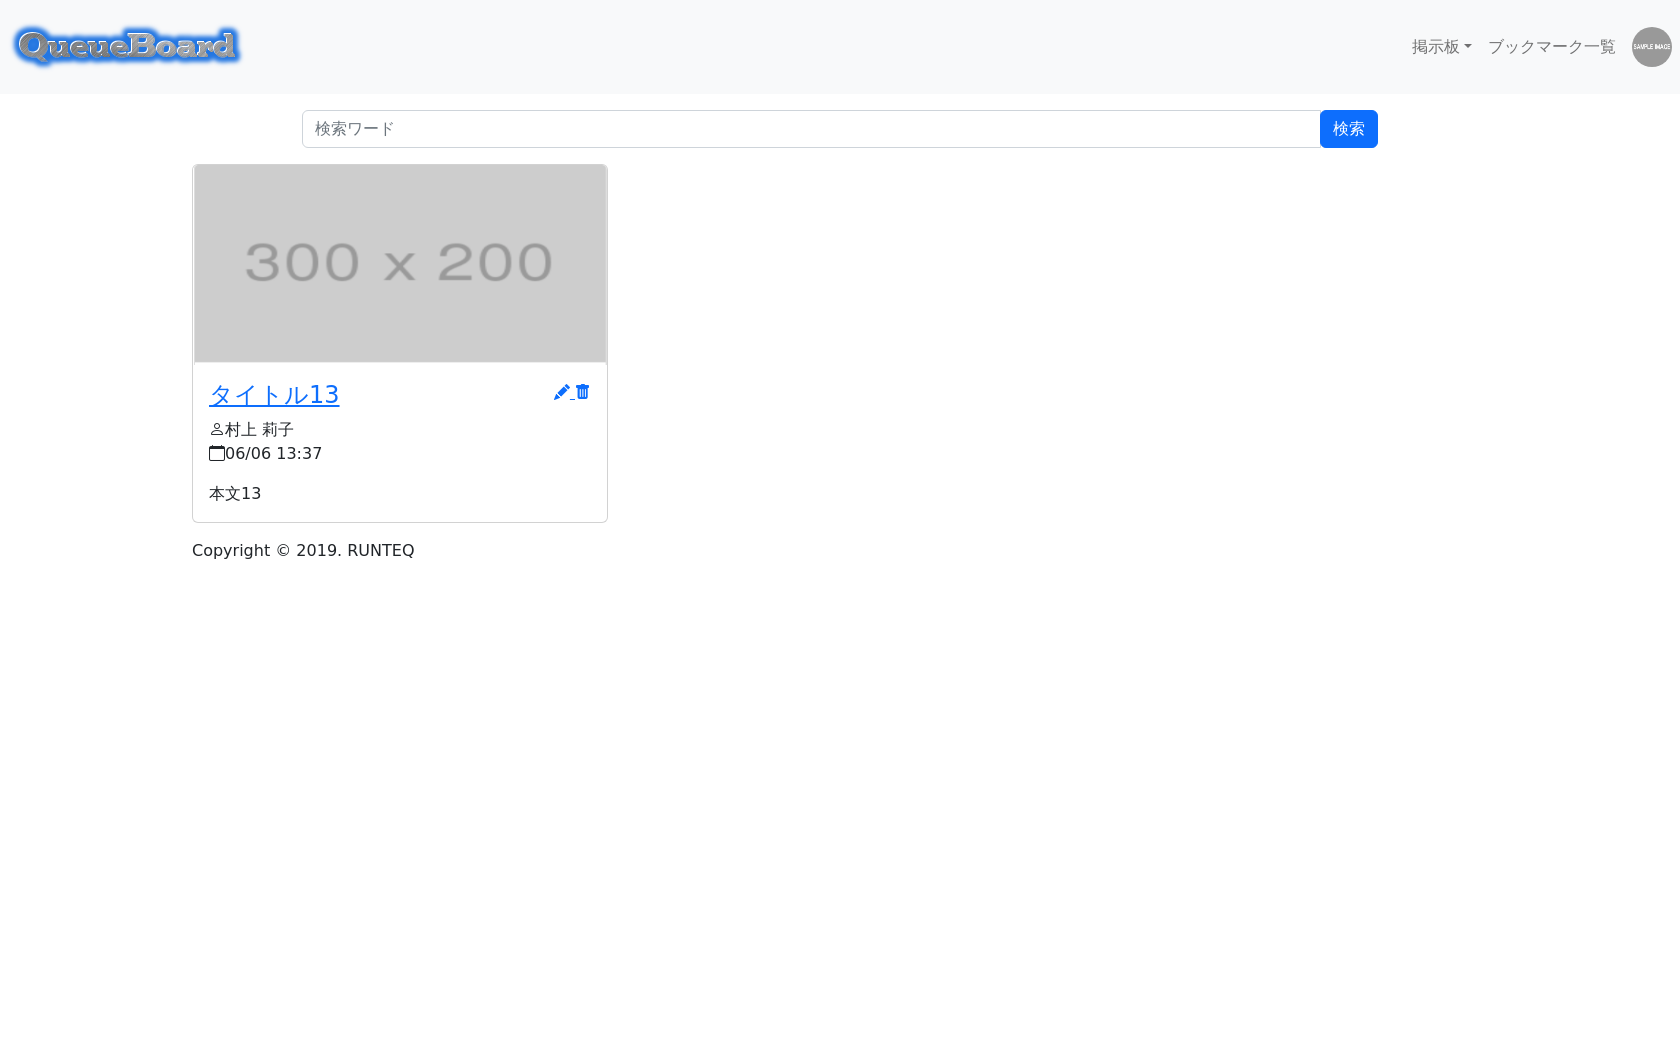 QueueBoard
掲示板
ブックマーク一覧
SAMPLE IMAGE
検索ワード
検索
300 x 200
タイトル13
村上 莉子
06/06 13:37
本文13
Copyright © 2019. RUNTEQ